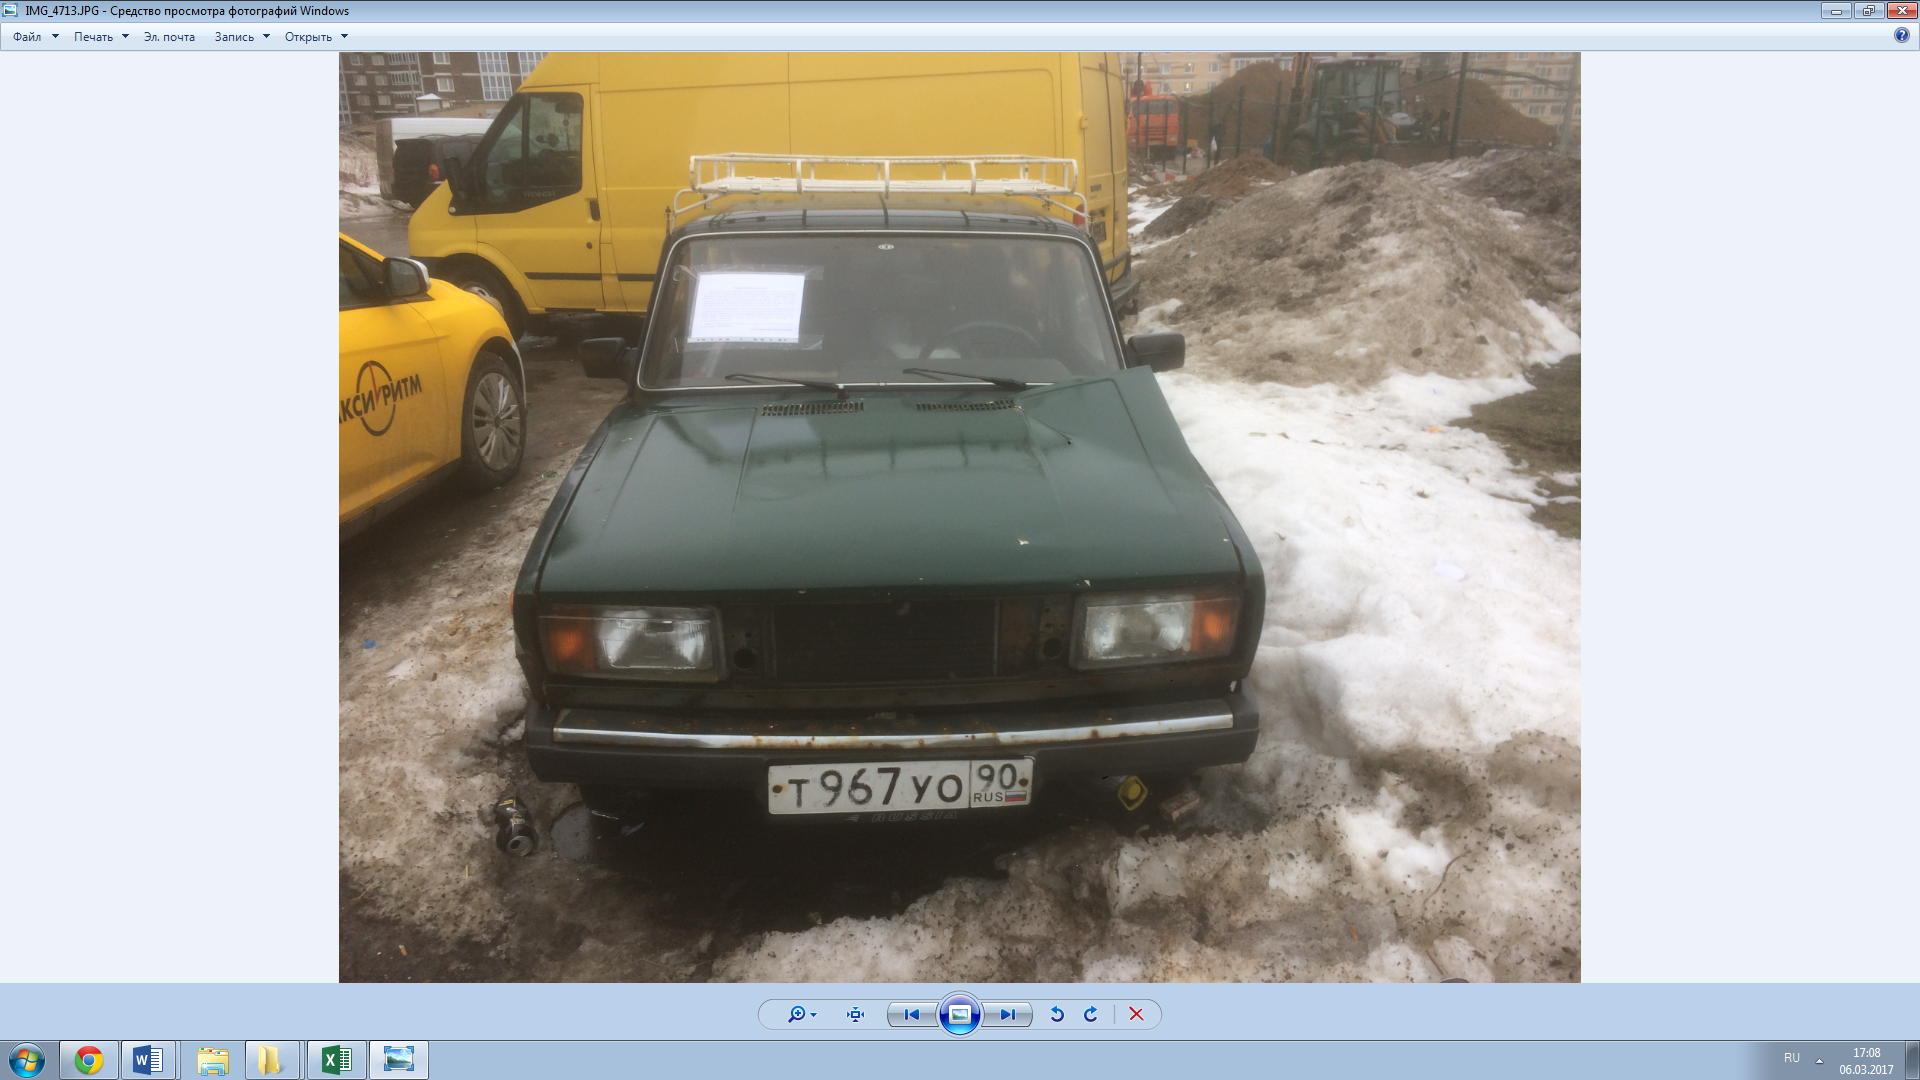 IMG_4713.JPG - Средство просмотра фотографий Windows
Файл Печать Эл. почта Запись Открыть
КСИ РИТМ
Т 967 УО 90
RUS
RUSSIA
RU
17:08
06.03.2017